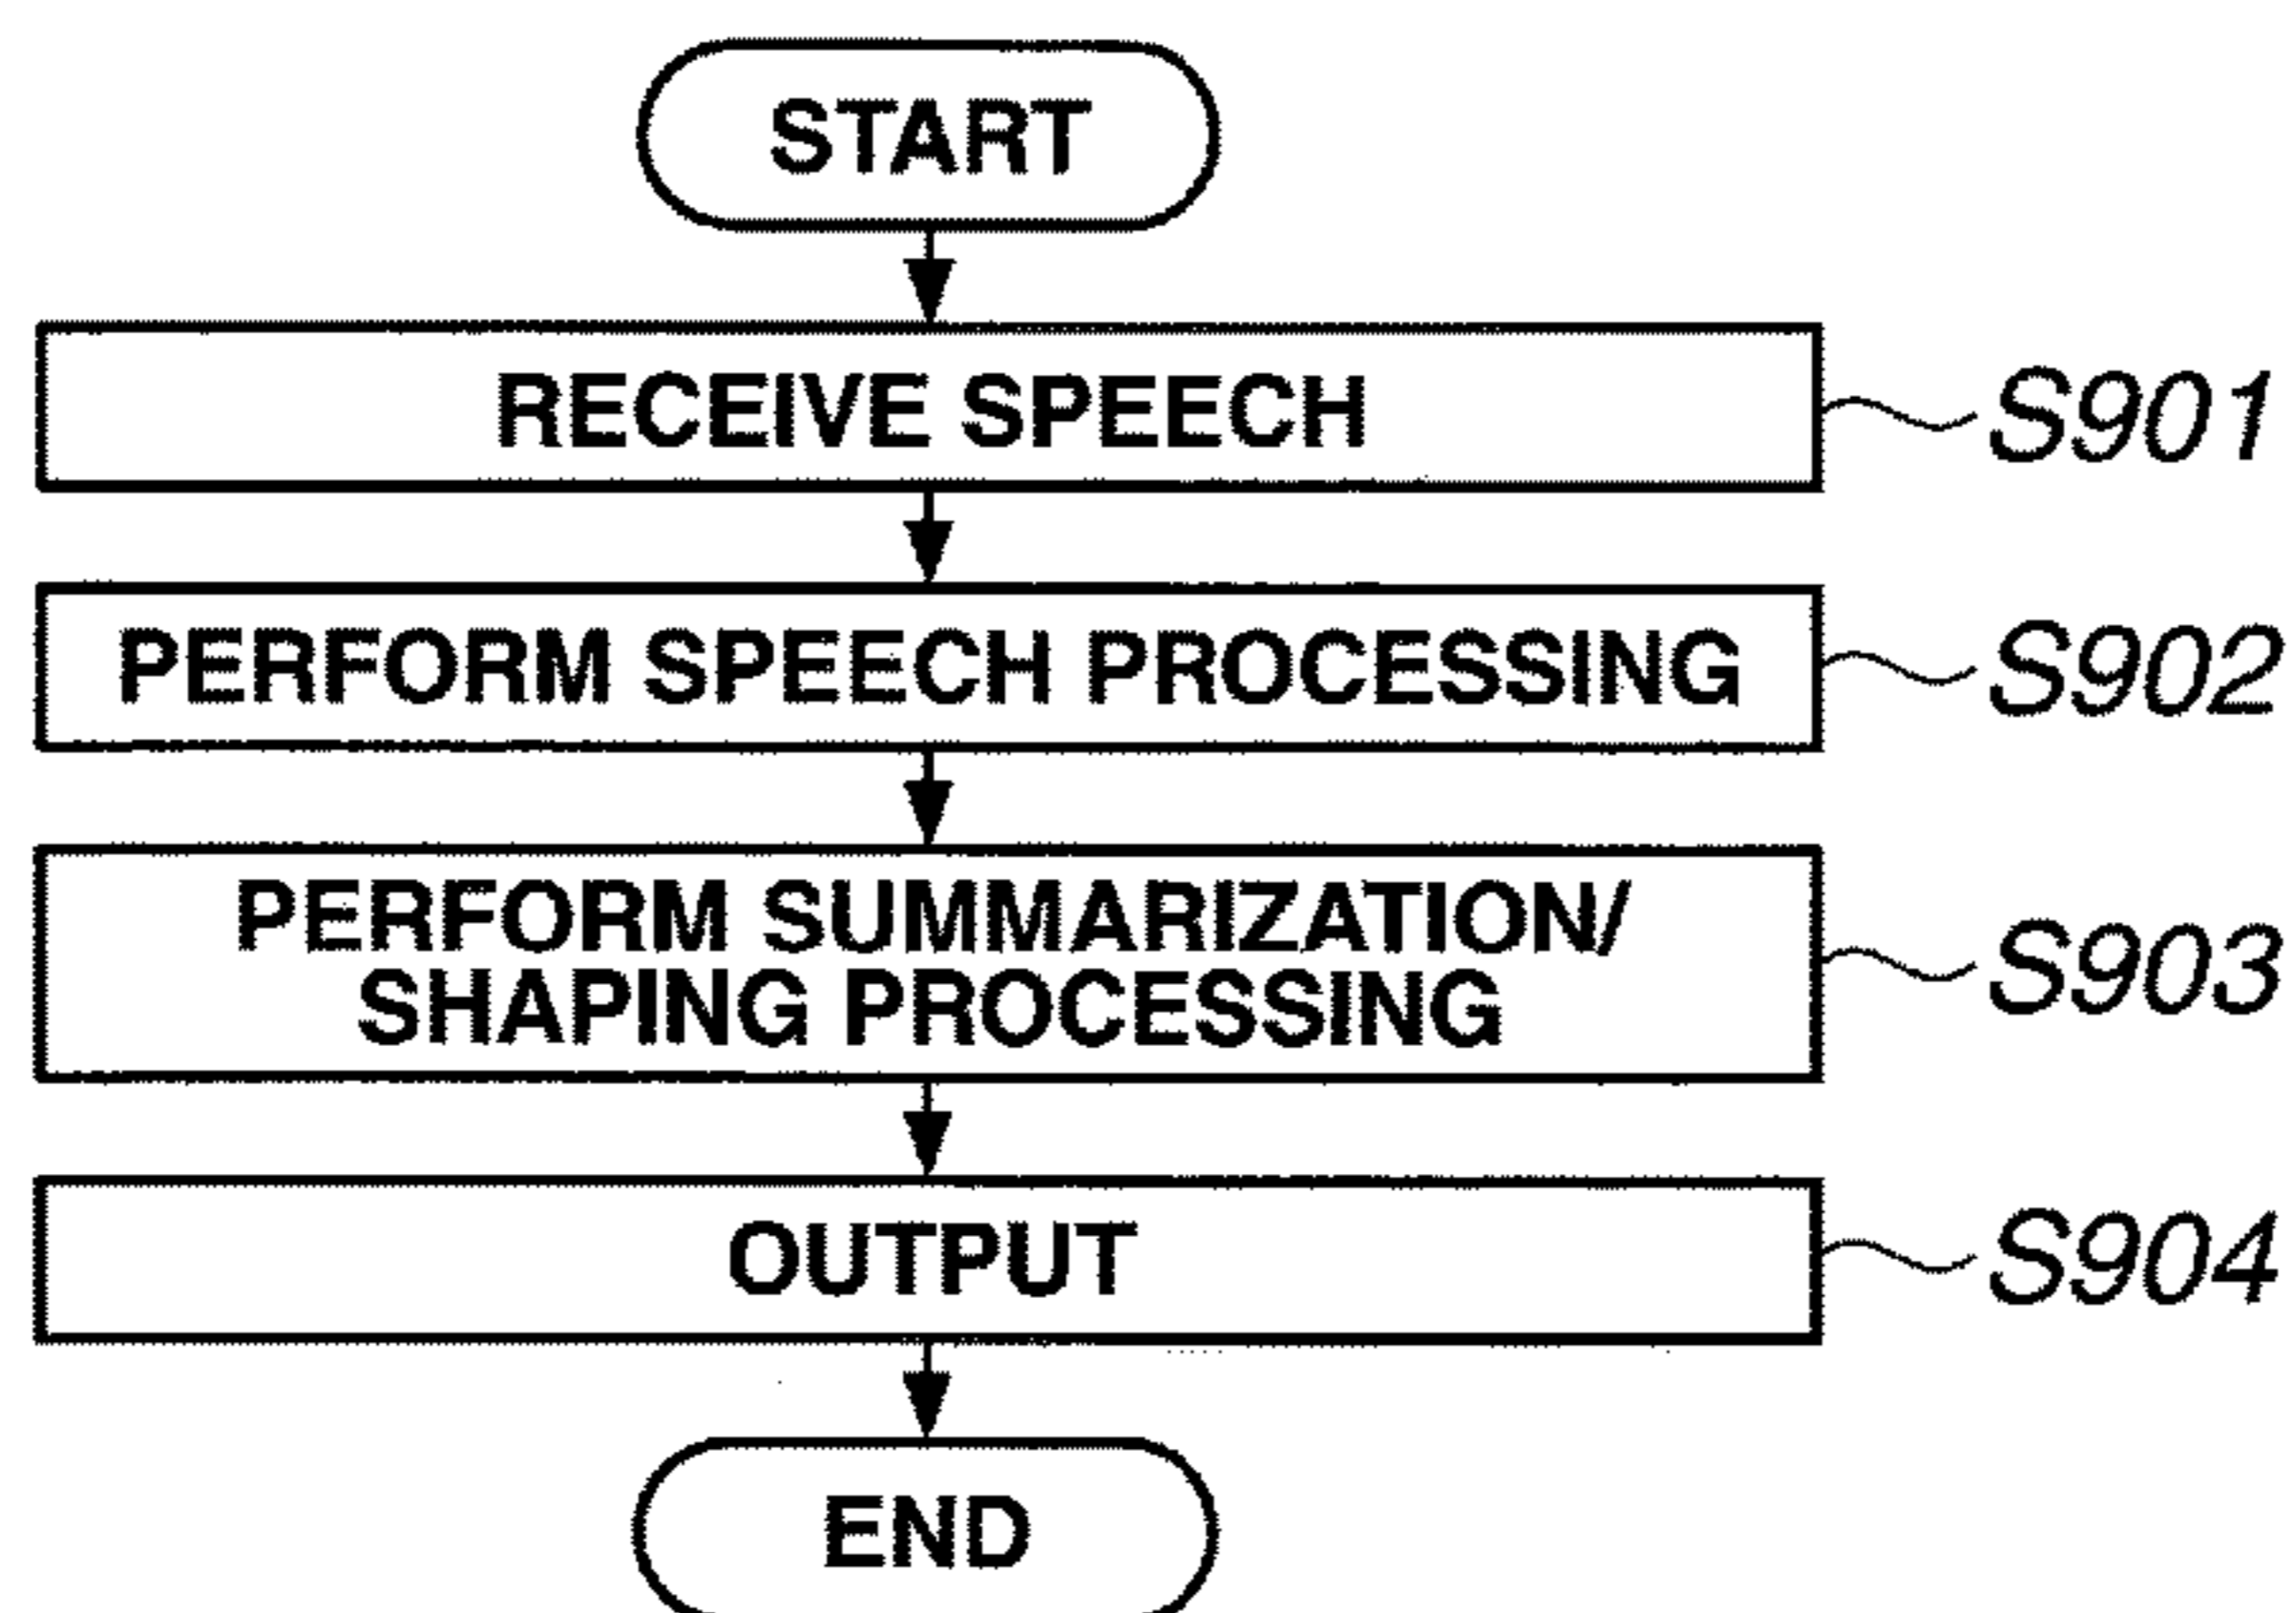 START
RECEIVE SPEECH
S901
PERFORM SPEECH PROCESSING
S902
PERFORM SUMMARIZATION/
SHAPING PROCESSING
S903
OUTPUT
S904
END